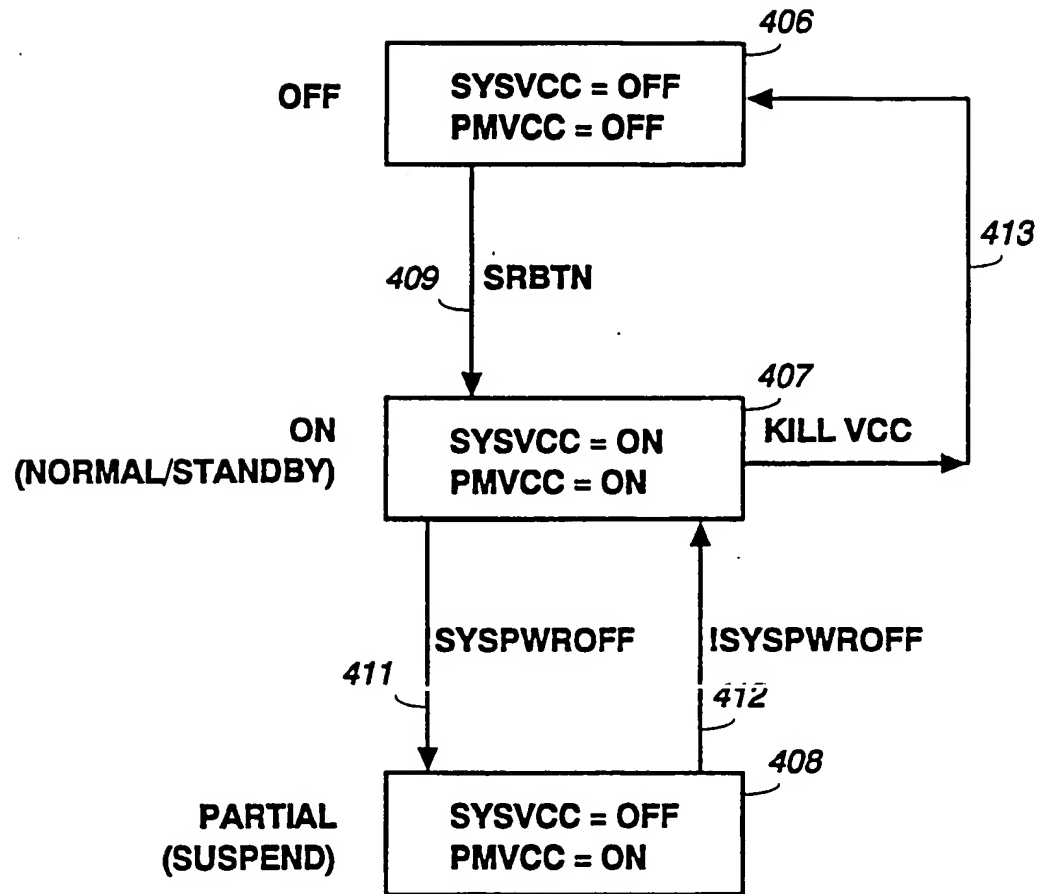 406
OFF
SYSVCC = OFF
PMVCC = OFF
413
409
SRBTN
407
ON
(NORMAL/STANDBY)
SYSVCC = ON
PMVCC = ON
KILL VCC
SYSPWROFF
!SYSPWROFF
411
412
408
PARTIAL
(SUSPEND)
SYSVCC = OFF
PMVCC = ON